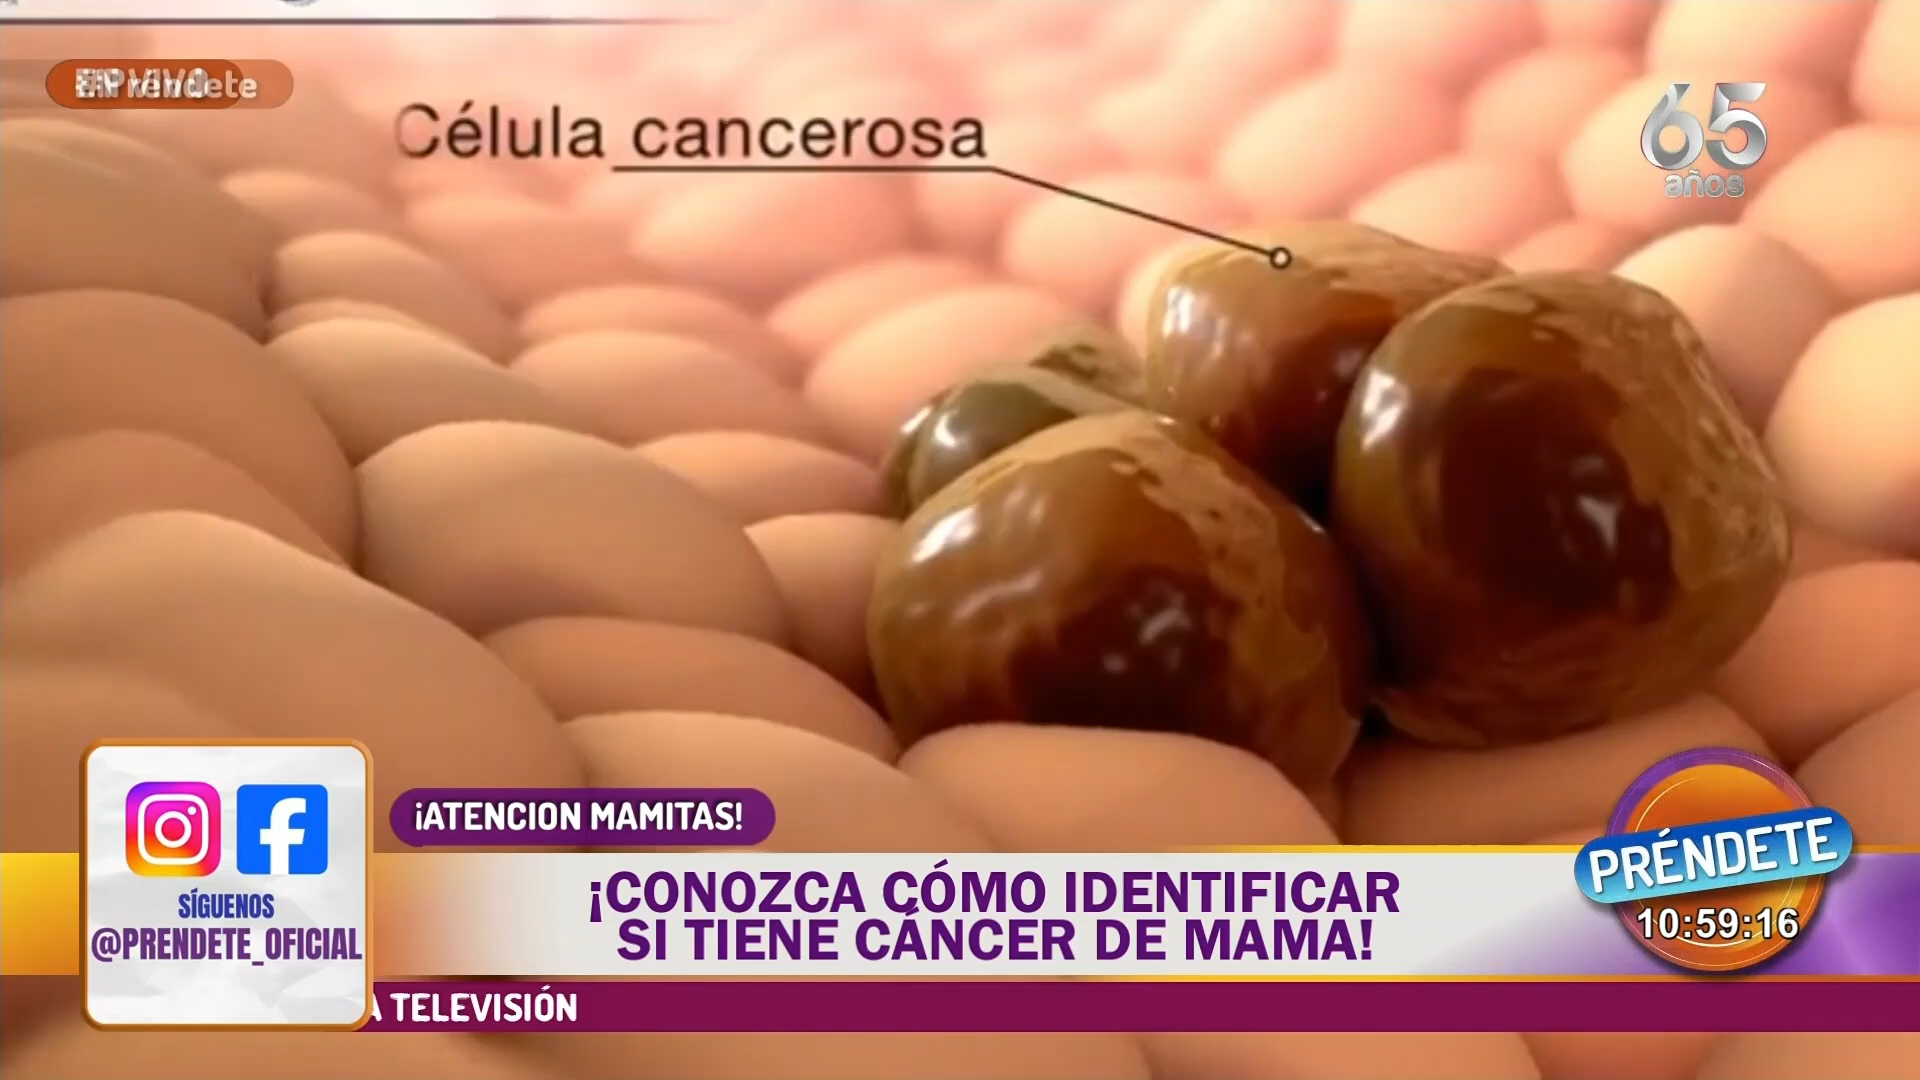 Célula cancerosa
65
años
¡ATENCION MAMITAS!
¡CONOZCA CÓMO IDENTIFICAR
SI TIENE CÁNCER DE MAMA!
SÍGUENOS
@PRENDETE_OFICIAL
PRÉNDETE
10:59:16
TELEVISIÓN